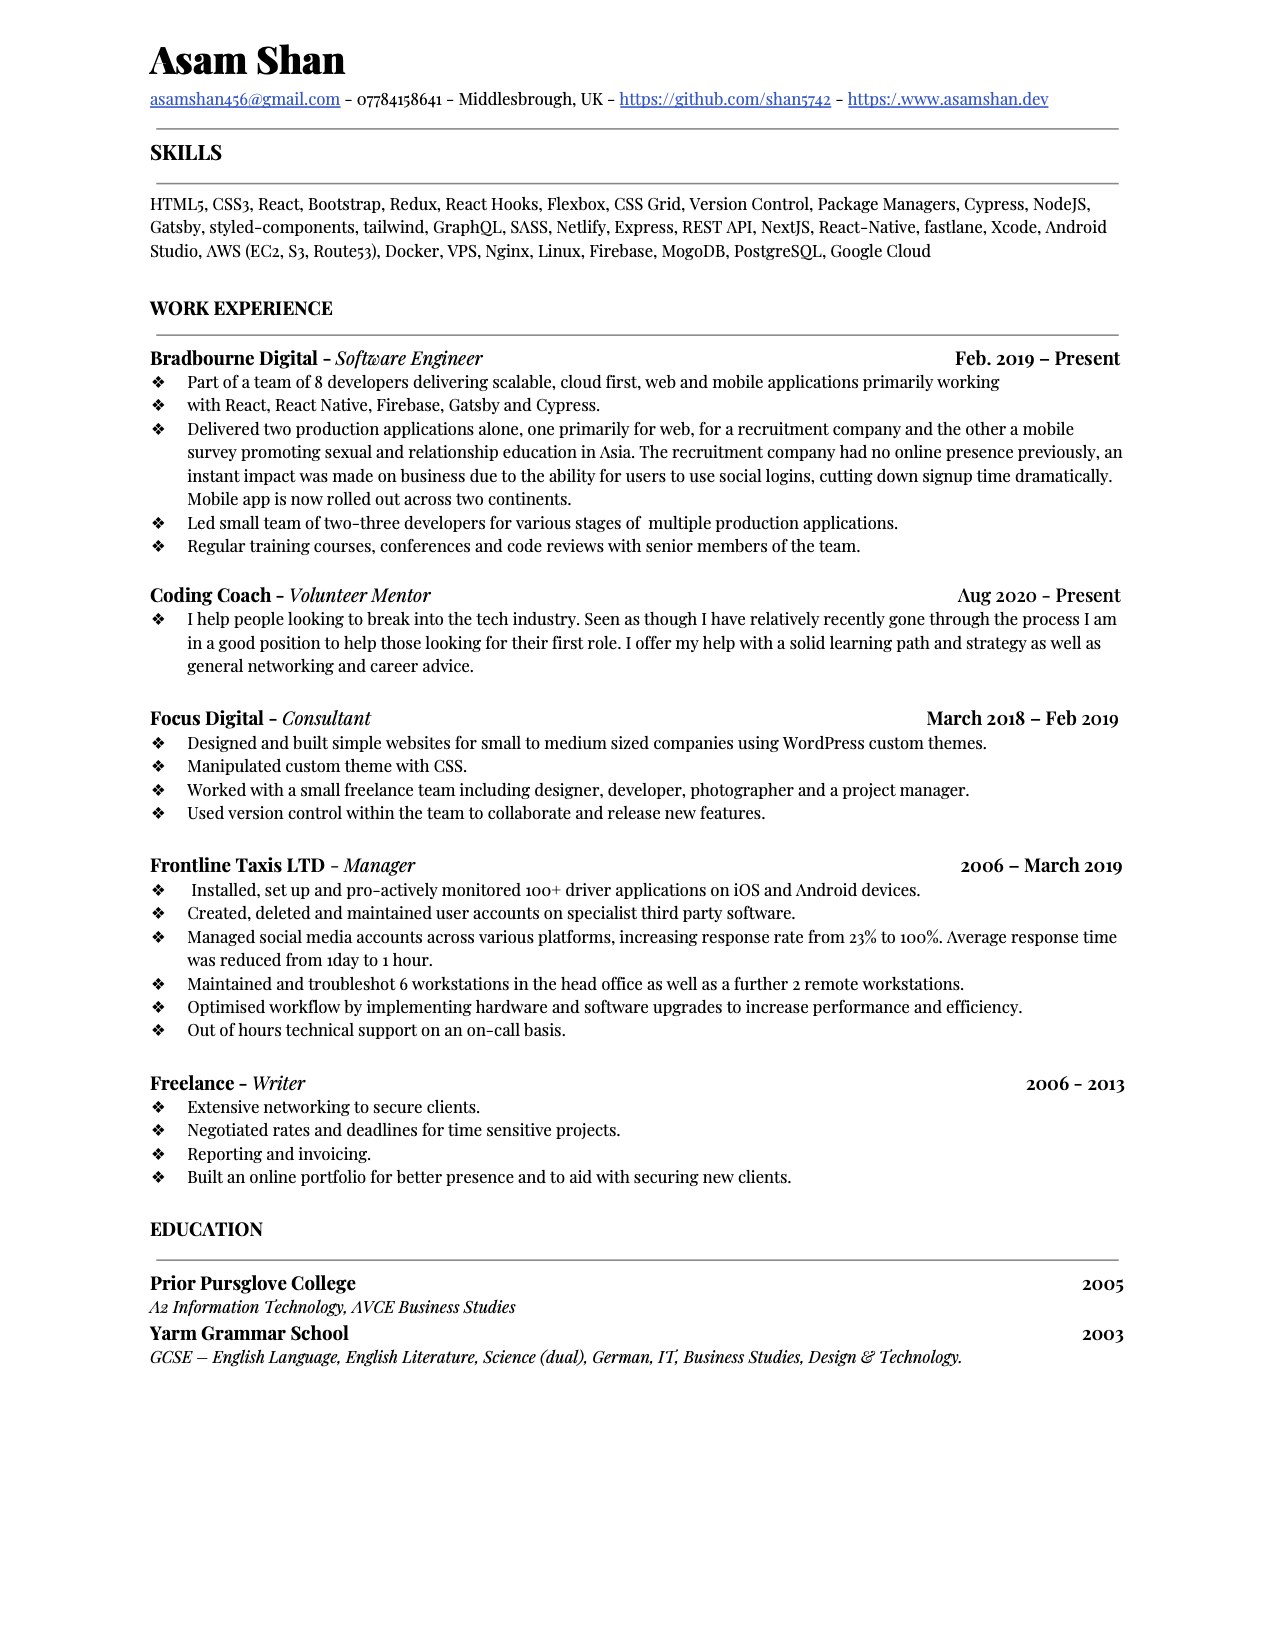 Asam Shan
asamshan456@gmail.com - 07784158641 - Middlesbrough, UK - https://github.com/shan5742 - https:/.www.asamshan.dev
SKILLS
HTML5, CSS3, React, Bootstrap, Redux, React Hooks, Flexbox, CSS Grid, Version Control, Package Managers, Cypress, NodeJS,
Gatsby, styled-components, tailwind, GraphQL, SASS, Netlify, Express, REST API, NextJS, React-Native, fastlane, Xcode, Android
Studio, AWS (EC2, S3, Route53), Docker, VPS, Nginx, Linux, Firebase, MogoDB, PostgreSQL, Google Cloud
WORK EXPERIENCE
Bradbourne Digital - Software Engineer Feb. 2019 – Present
❖ Part of a team of 8 developers delivering scalable, cloud first, web and mobile applications primarily working
❖ with React, React Native, Firebase, Gatsby and Cypress.
❖ Delivered two production applications alone, one primarily for web, for a recruitment company and the other a mobile
survey promoting sexual and relationship education in Asia. The recruitment company had no online presence previously, an
instant impact was made on business due to the ability for users to use social logins, cutting down signup time dramatically.
Mobile app is now rolled out across two continents.
❖ Led small team of two-three developers for various stages of  multiple production applications.
❖ Regular training courses, conferences and code reviews with senior members of the team.
Coding Coach - Volunteer Mentor Aug 2020 - Present
❖ I help people looking to break into the tech industry. Seen as though I have relatively recently gone through the process I am
in a good position to help those looking for their first role. I offer my help with a solid learning path and strategy as well as
general networking and career advice.
Focus Digital - Consultant March 2018 – Feb 2019
❖ Designed and built simple websites for small to medium sized companies using WordPress custom themes.
❖ Manipulated custom theme with CSS.
❖ Worked with a small freelance team including designer, developer, photographer and a project manager.
❖ Used version control within the team to collaborate and release new features.
Frontline Taxis LTD - Manager 2006 – March 2019
❖ Installed, set up and pro-actively monitored 100+ driver applications on iOS and Android devices.
❖ Created, deleted and maintained user accounts on specialist third party software.
❖ Managed social media accounts across various platforms, increasing response rate from 23% to 100%. Average response time
was reduced from 1day to 1 hour.
❖ Maintained and troubleshot 6 workstations in the head office as well as a further 2 remote workstations.
❖ Optimised workflow by implementing hardware and software upgrades to increase performance and efficiency.
❖ Out of hours technical support on an on-call basis.
Freelance - Writer 2006 - 2013
❖ Extensive networking to secure clients.
❖ Negotiated rates and deadlines for time sensitive projects.
❖ Reporting and invoicing.
❖ Built an online portfolio for better presence and to aid with securing new clients.
EDUCATION
Prior Pursglove College 2005
A2 Information Technology, AVCE Business Studies
Yarm Grammar School 2003
GCSE – English Language, English Literature, Science (dual), German, IT, Business Studies, Design & Technology.